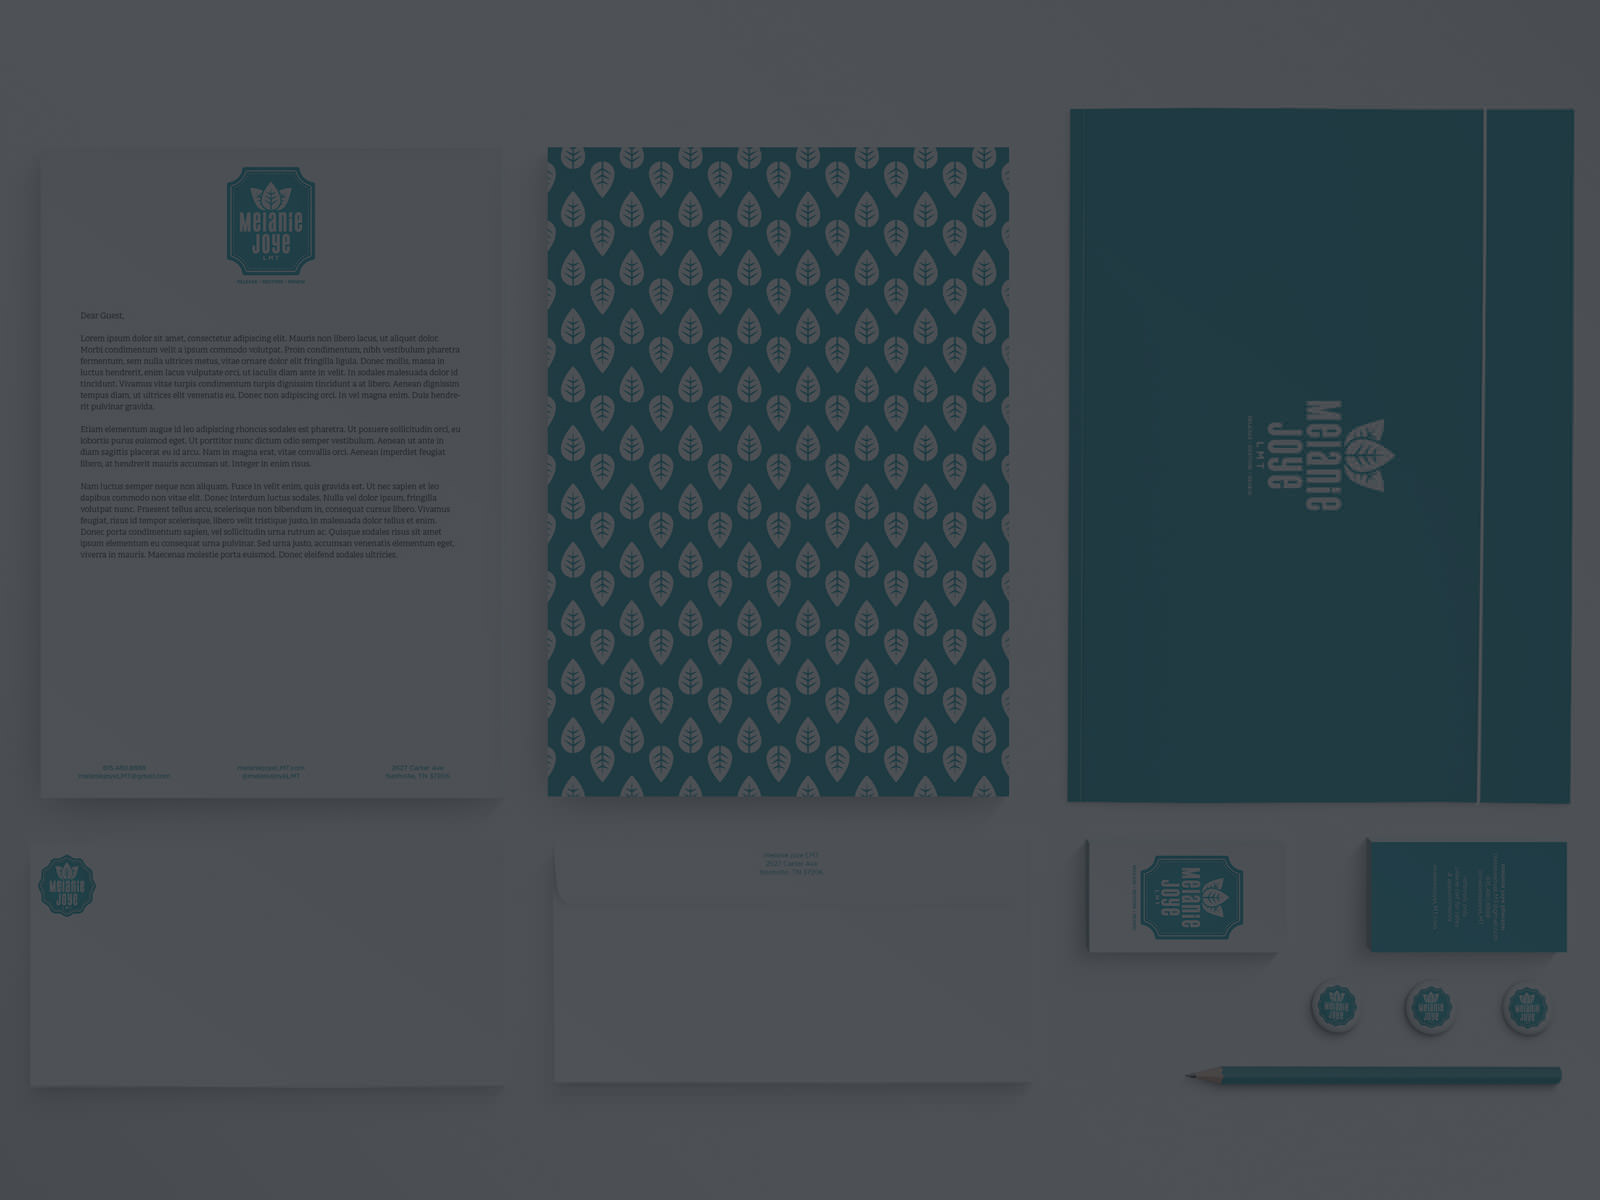 Melanie
Joye
LMT
Dear Guest,
Lorem ipsum dolor sit amet, consectetur adipiscing elit. Mauris non libero lacus, ut aliquet dolor.
Morbi condimentum velit a ipsum commodo volutpat. Proin condimentum, nibh vestibulum pharetra
fermentum, sem nulla ultrices metus, vitae ornare dolor elit fringilla ligula. Donec mollis, massa in
luctus hendrerit, enim lacus vulputate orci, ut iaculis diam ante in velit. In sodales malesuada dolor id
tincidunt. Vivamus vitae turpis condimentum turpis dignissim tincidunt a at libero. Aenean dignissim
tempus diam, ut ultrices elit venenatis eu. Donec non adipiscing orci. In vel magna enim. Duis hendre-
rit pulvinar gravida.
Etiam elementum augue id leo adipiscing rhoncus sodales est pharetra. Ut posuere sollicitudin orci, eu
lobortis purus euismod eget. Ut porttitor nunc dictum odio semper vestibulum. Aenean ut ante in
diam sagittis placerat eu id arcu. Nam in magna erat, vitae convallis orci. Aenean imperdiet feugiat
libero, at hendrerit mauris accumsan ut. Integer in enim risus.
Nam luctus semper neque non aliquam. Fusce in velit enim, quis gravida est. Ut nec sapien et leo
dapibus commodo non vitae elit. Donec interdum luctus sodales. Nulla vel dolor ipsum, fringilla
volutpat nunc. Praesent tellus arcu, scelerisque non bibendum in, consequat cursus libero. Vivamus
feugiat, risus id tempor scelerisque, libero velit tristique justo, in malesuada dolor tellus et enim.
Donec porta condimentum sapien, vel sollicitudin urna rutrum ac. Quisque sodales risus sit amet
ipsum elementum eu consequat urna pulvinar. Sed urna justo, accumsan venenatis elementum eget,
viverra in mauris. Maecenas molestie porta euismod. Donec eleifend sodales ultricies.
melaniejoyeLMT@gmail.com
melaniejoyeLMT.com
@melaniejoyeLMT
2627 Carter Ave
Nashville, TN 37206
Melanie
Joye
LMT
Melanie
Joye
Melanie Joye LMT
2627 Carter Ave
Nashville, TN 37206
Melanie
Joye
LMT
Melanie
Joye
Melanie
Joye
Melanie
Joye